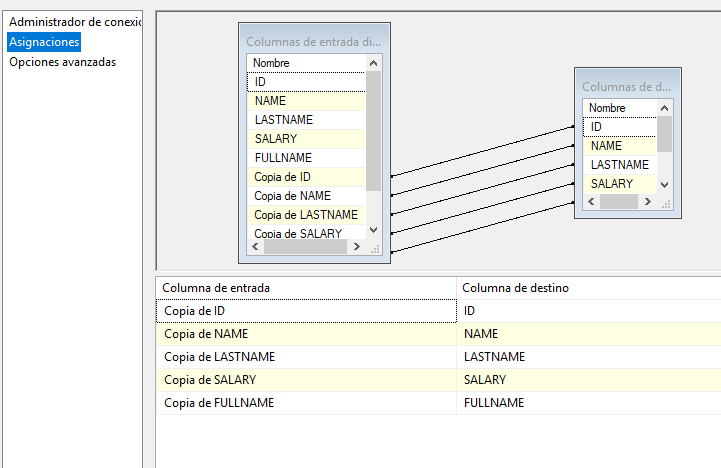 Administrador de conexio
Asignaciones
Opciones avanzadas
Columnas de entrada di...
Nombre
ID
NAME
LASTNAME
SALARY
FULLNAME
Copia de ID
Copia de NAME
Copia de LASTNAME
Copia de SALARY
Columnas de d...
Nombre
ID
NAME
LASTNAME
SALARY
Columna de entrada Columna de destino
Copia de ID ID
Copia de NAME NAME
Copia de LASTNAME LASTNAME
Copia de SALARY SALARY
Copia de FULLNAME FULLNAME